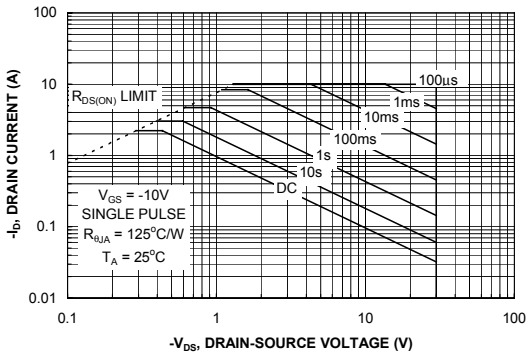 100
10
1
0.1
0.01
-I_D, DRAIN CURRENT (A)
R_DS(ON) LIMIT
100µs
1ms
10ms
100ms
1s
10s
DC
V_GS = -10V
SINGLE PULSE
R_θJA = 125°C/W
T_A = 25°C
0.1
1
10
100
-V_DS, DRAIN-SOURCE VOLTAGE (V)